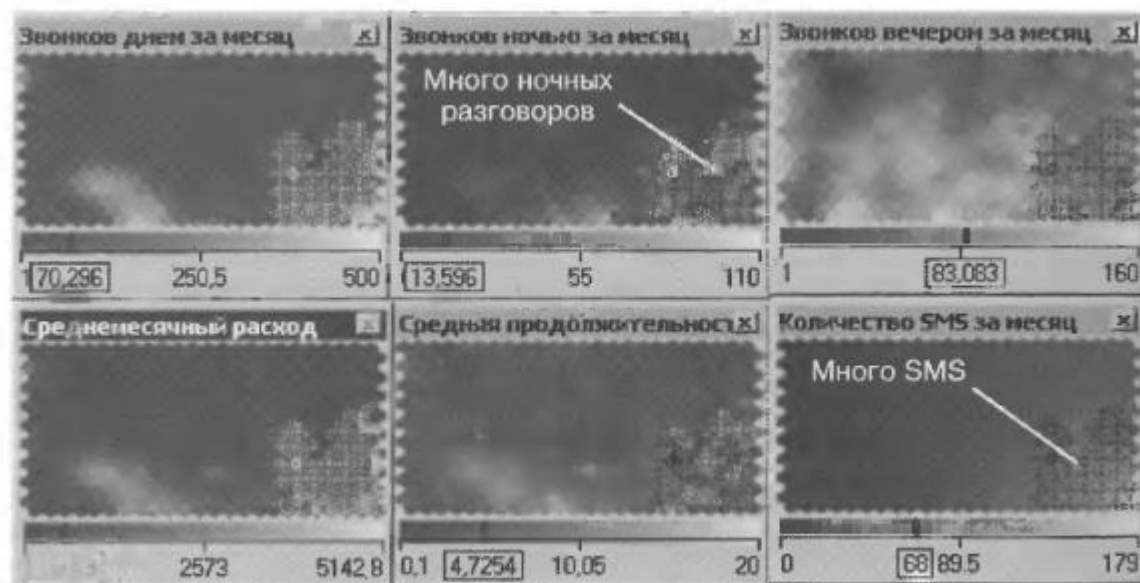 Звонков днем за месяц
Звонков ночью за месяц
Звонков вечером за месяц
Много ночных
разговоров
1 70,296 250,5 500
13,596 55 110
1 83,083 160
Среднемесячный расход
Средняя продолжительност
Количество SMS за месяц
Много SMS
2573 5142,8
0,1 4,7254 10,05 20
0 68 89.5 179